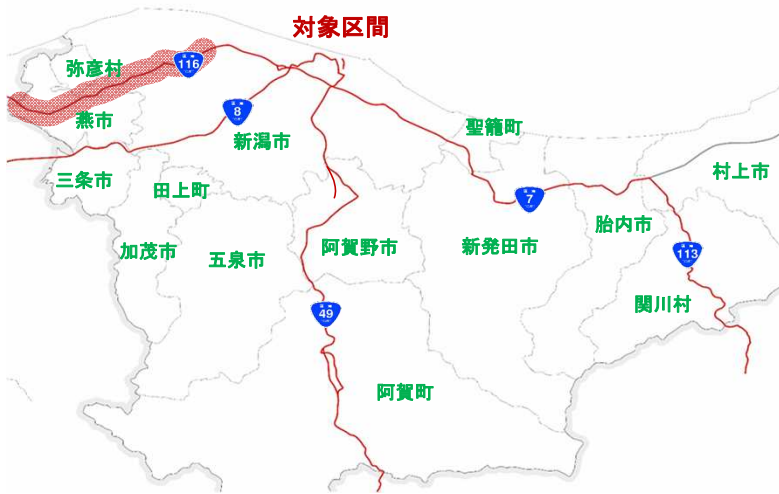 対象区間
弥彦村
116
燕市
8
新潟市
聖籠町
三条市
田上町
7
村上市
胎内市
加茂市
五泉市
阿賀野市
新発田市
113
関川村
49
阿賀町